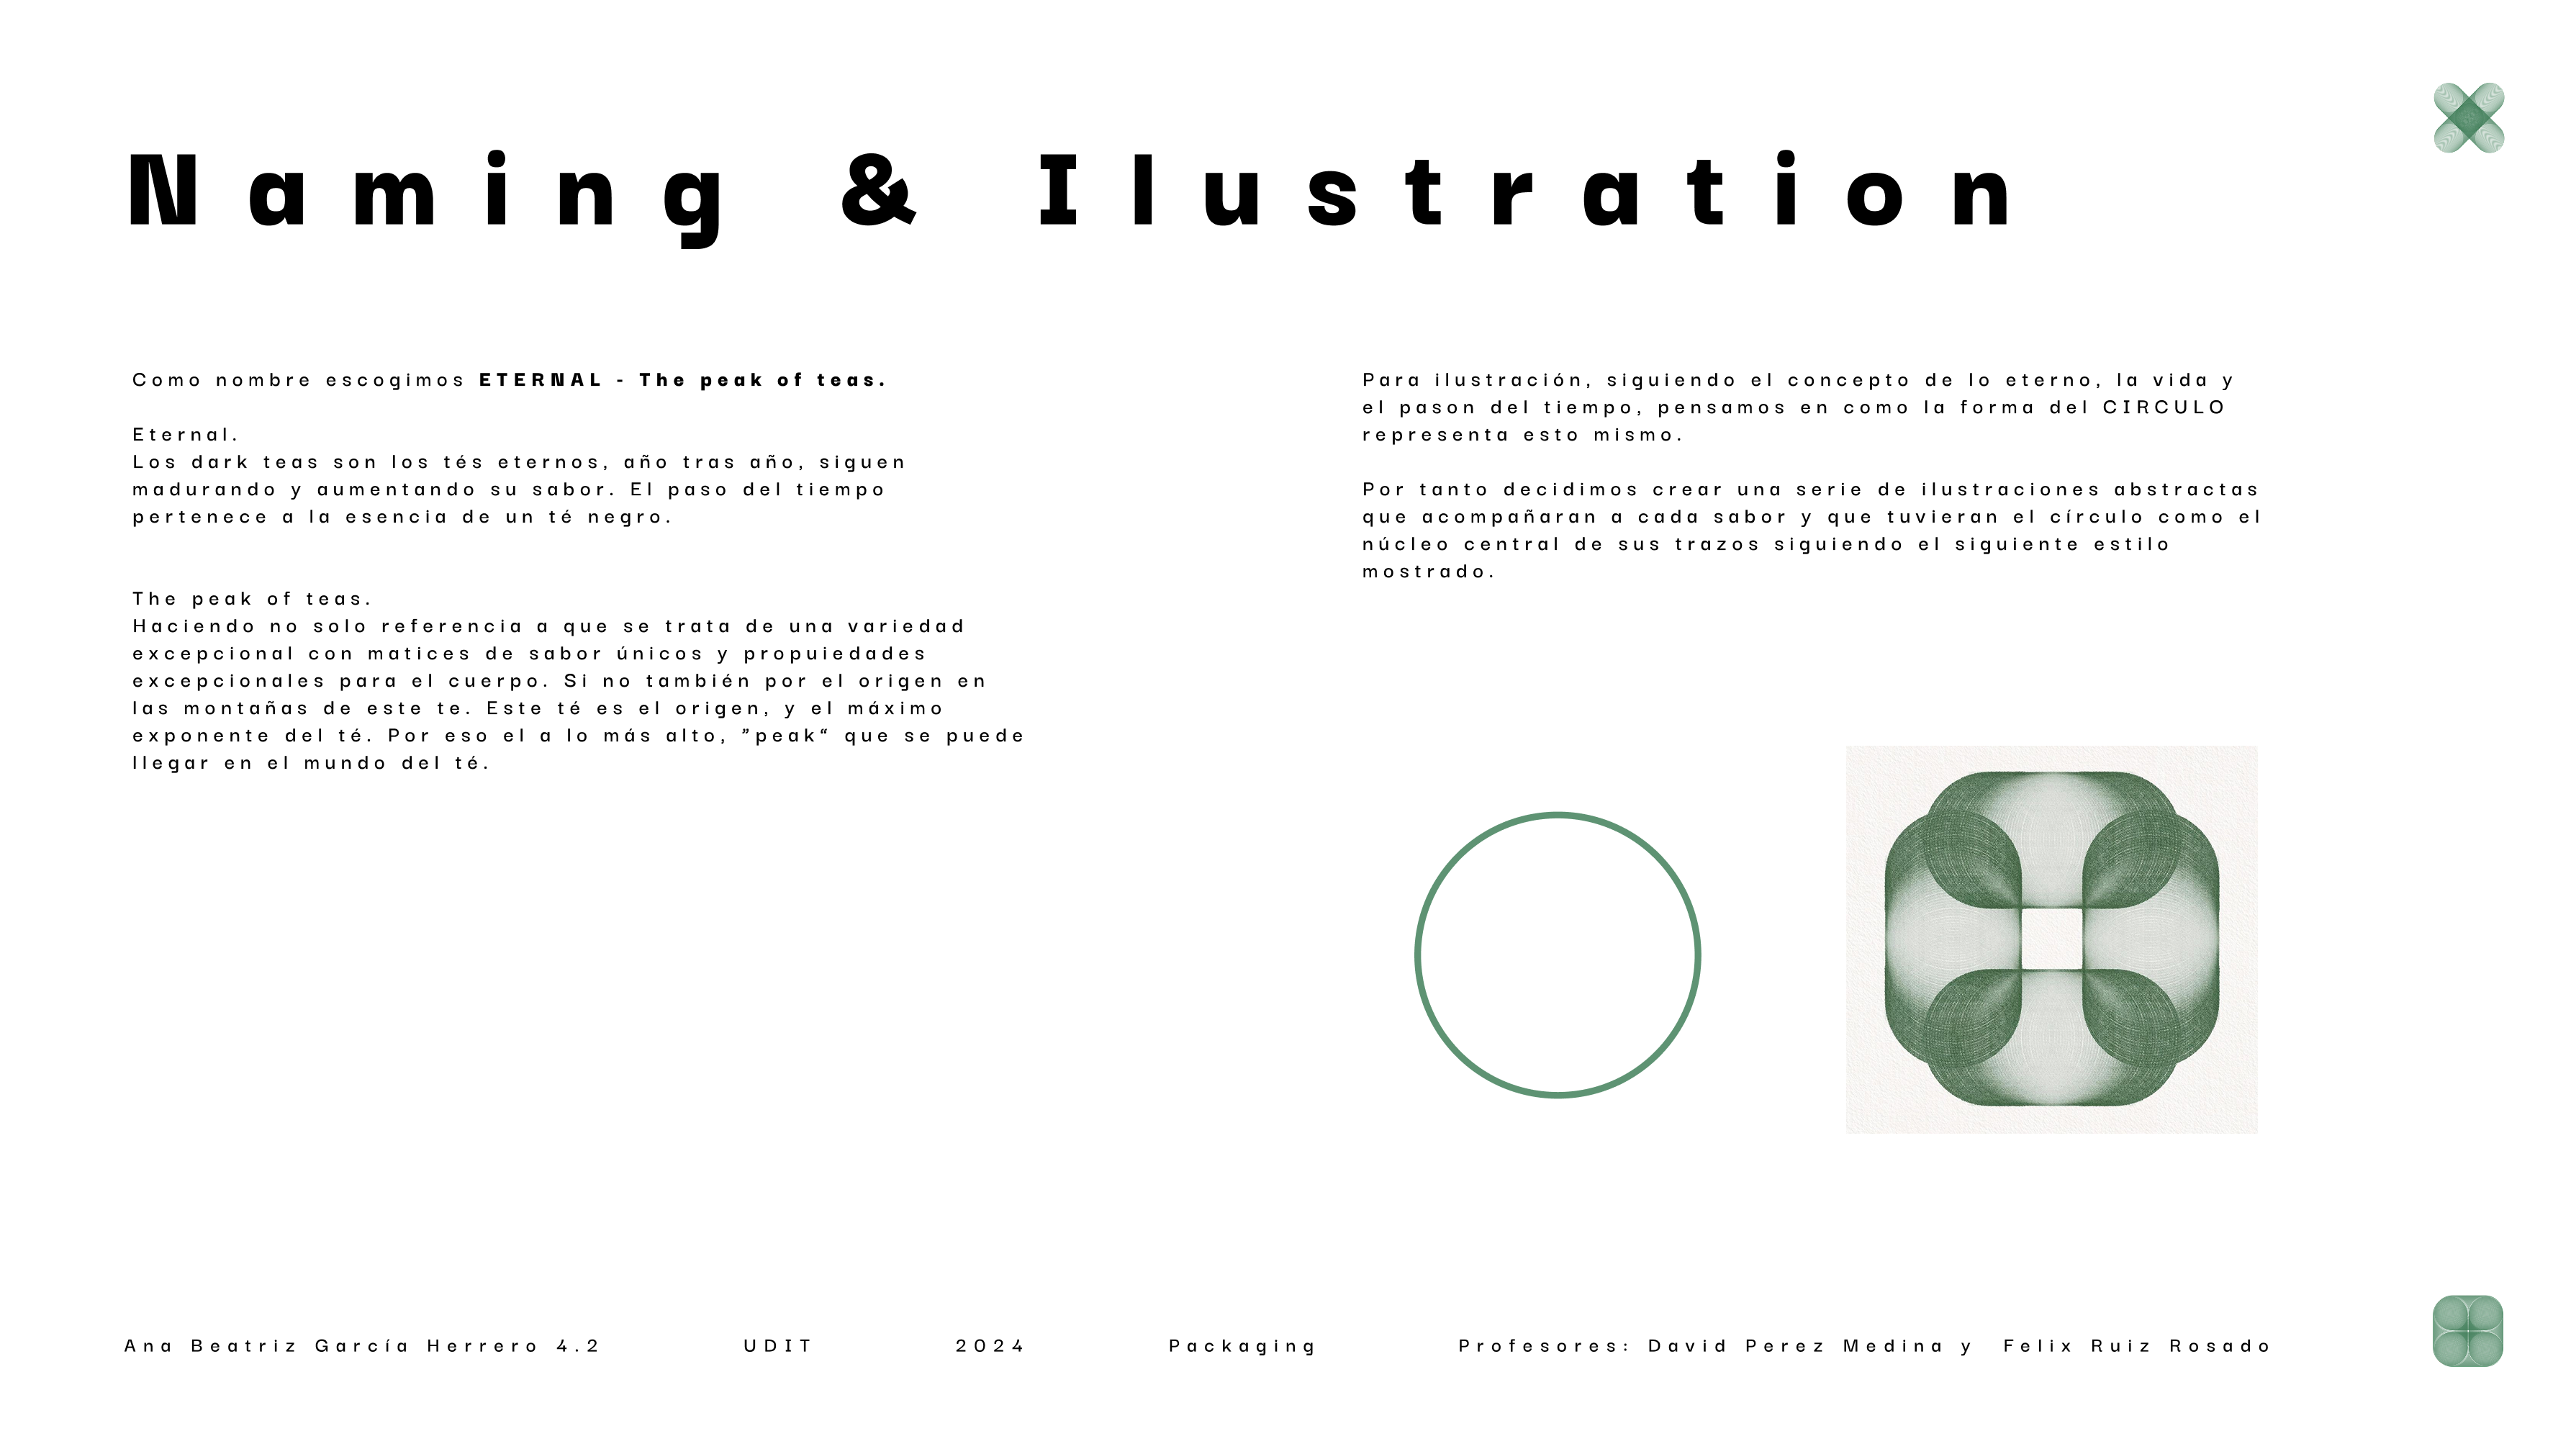 Naming & Ilustration
Como nombre escogimos ETERNAL - The peak of teas.
Eternal.
Los dark teas son los tés eternos, año tras año, siguen
madurando y aumentando su sabor. El paso del tiempo
pertenece a la esencia de un té negro.
The peak of teas.
Haciendo no solo referencia a que se trata de una variedad
excepcional con matices de sabor únicos y propuiedades
excepcionales para el cuerpo. Si no también por el origen en
las montañas de este te. Este té es el origen, y el máximo
exponente del té. Por eso el a lo más alto, ”peak“ que se puede
llegar en el mundo del té.
Para ilustración, siguiendo el concepto de lo eterno, la vida y
el pason del tiempo, pensamos en como la forma del CIRCULO
representa esto mismo.
Por tanto decidimos crear una serie de ilustraciones abstractas
que acompañaran a cada sabor y que tuvieran el círculo como el
núcleo central de sus trazos siguiendo el siguiente estilo
mostrado.
Ana Beatriz García Herrero 4.2 UDIT 2024 Packaging Profesores: David Perez Medina y Felix Ruiz Rosado